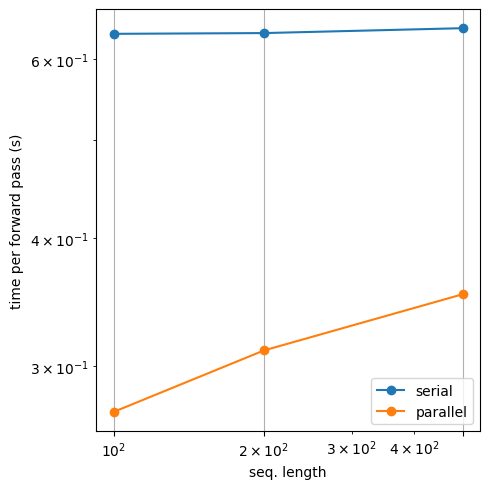 6 × 10⁻¹
4 × 10⁻¹
3 × 10⁻¹
time per forward pass (s)
serial
parallel
10²
2 × 10²
3 × 10²
4 × 10²
seq. length